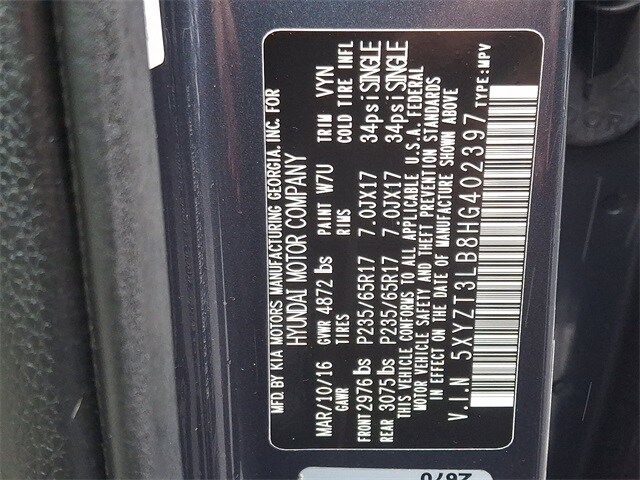 MFD. BY KIA MOTORS MANUFACTURING GEORGIA, INC. FOR
HYUNDAI MOTOR COMPANY
MAR/10/16 GVWR 4872 lbs PAINT W7U TRIM VYN
GAWR TIRES RIMS COLD TIRE INFL
FRONT 2976 lbs P235/65R17 7.0JX17 34psi SINGLE
REAR 3075 lbs P235/65R17 7.0JX17 34psi SINGLE
THIS VEHICLE CONFORMS TO ALL APPLICABLE U.S.A. FEDERAL
MOTOR VEHICLE SAFETY AND THEFT PREVENTION STANDARDS
IN EFFECT ON THE DATE OF MANUFACTURE SHOWN ABOVE
V.I.N 5XYZT3LB8HG402397 TYPE:MPV